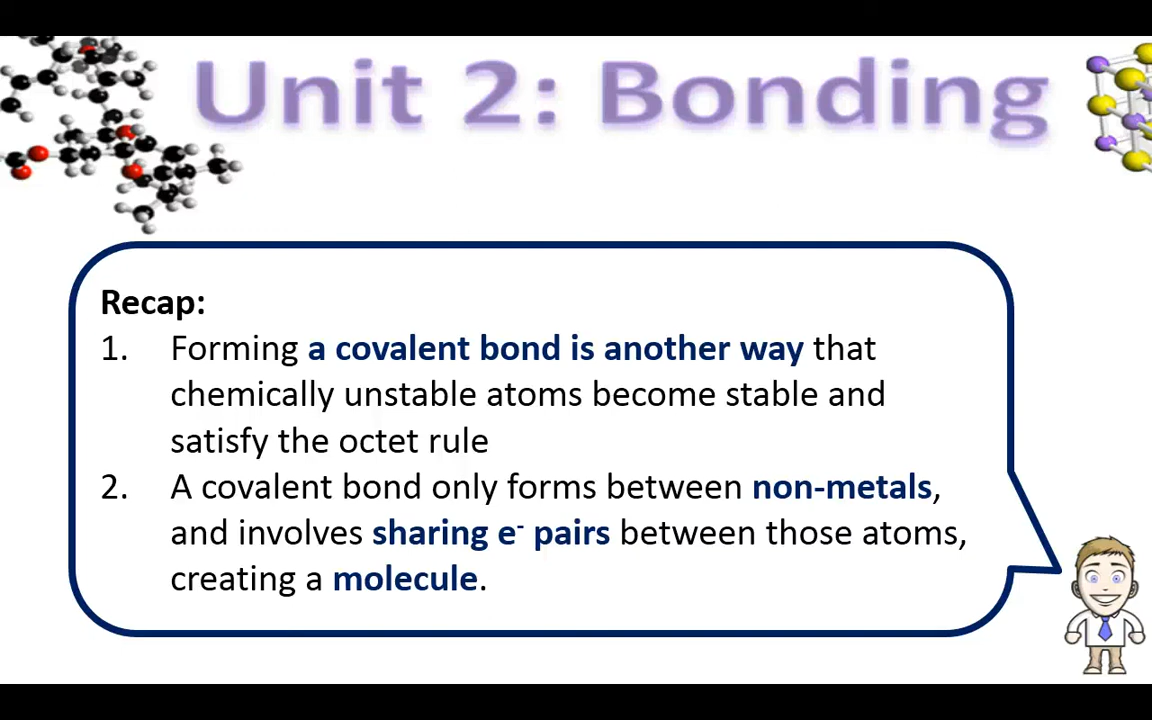 Unit 2: Bonding
Recap:
1. Forming a covalent bond is another way that
chemically unstable atoms become stable and
satisfy the octet rule
2. A covalent bond only forms between non-metals,
and involves sharing e⁻ pairs between those atoms,
creating a molecule.